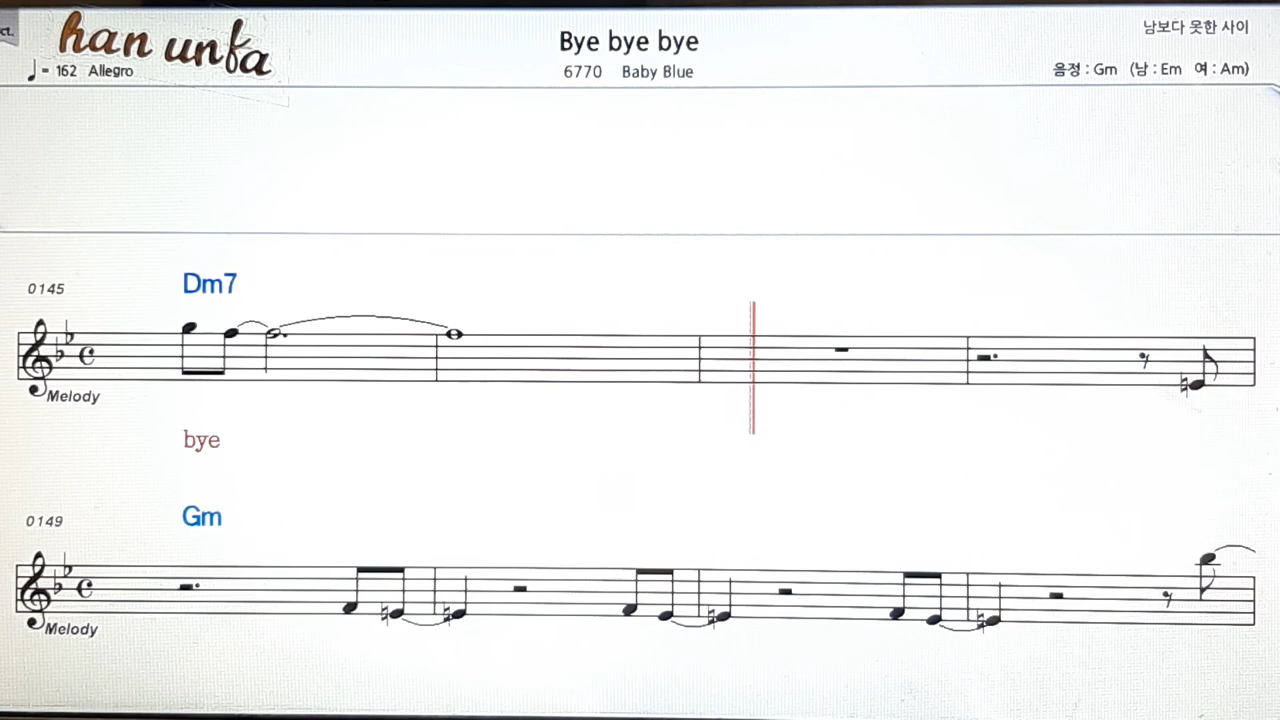 ct.
han unfa
Bye bye bye
남보다 못한 사이
♩= 162 Allegro
6770 Baby Blue
음정 : Gm (남 : Em 여 : Am)
0145
Dm7
Melody
bye
0149
Gm
Melody